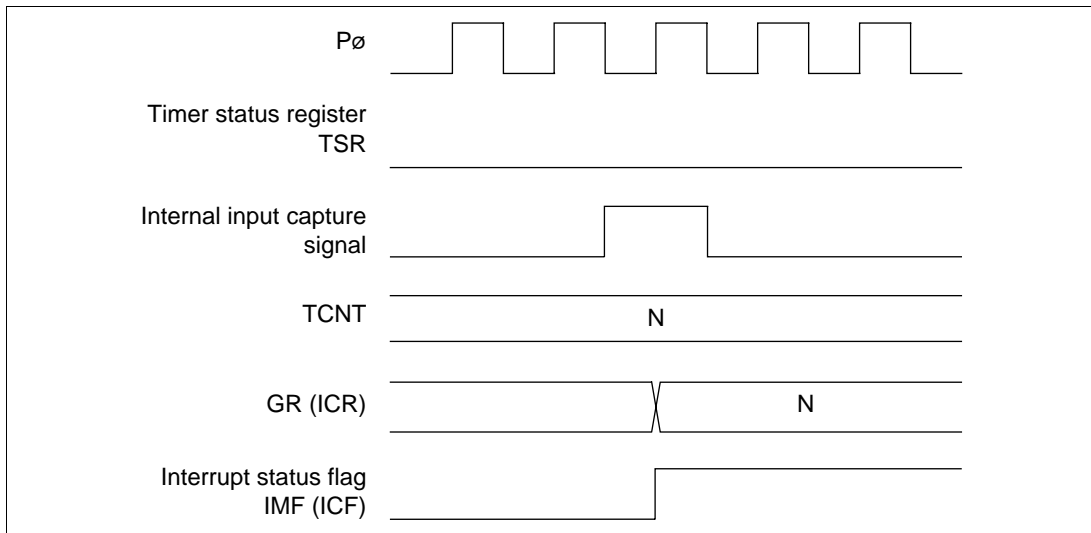 Pø
Timer status register
TSR
Internal input capture
signal
TCNT
N
GR (ICR)
N
Interrupt status flag
IMF (ICF)